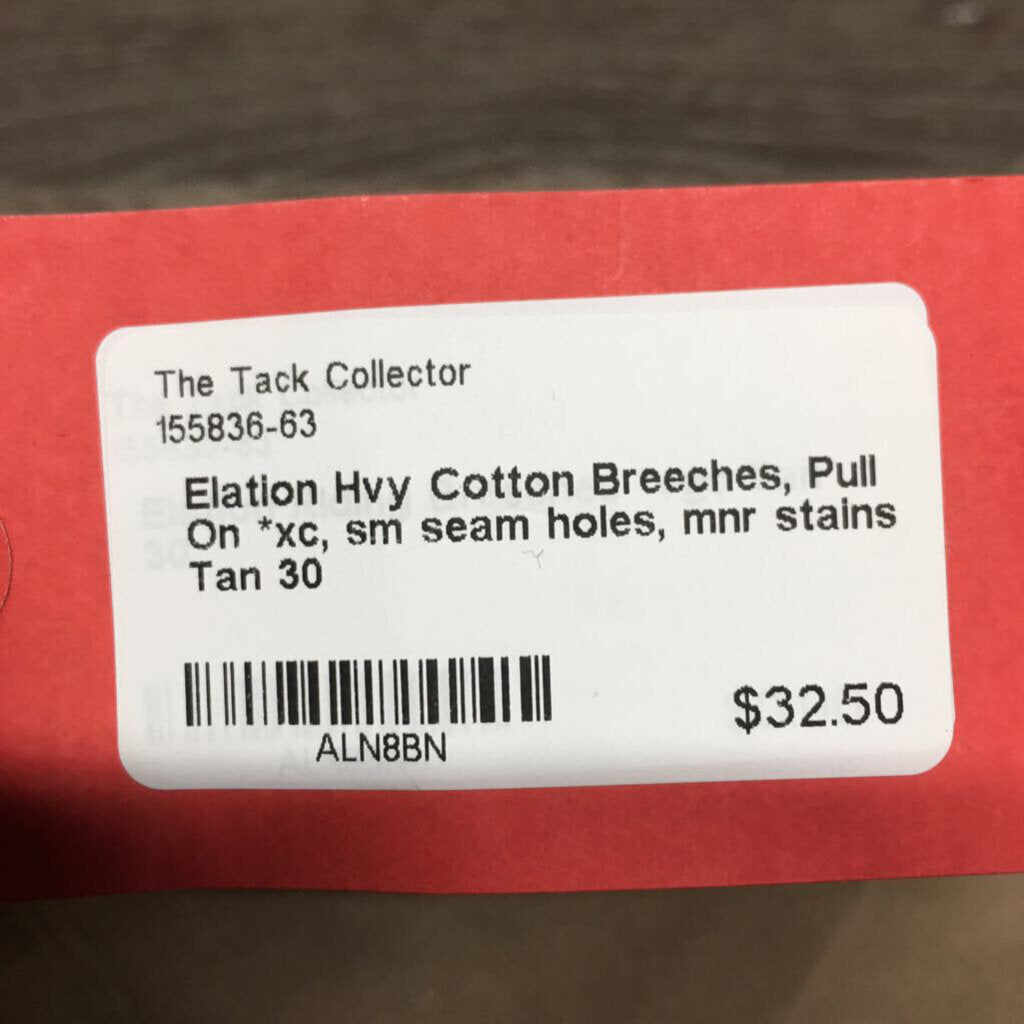 The Tack Collector
155836-63
Elation Hvy Cotton Breeches, Pull
On *xc, sm seam holes, mnr stains
Tan 30
ALN8BN
$32.50